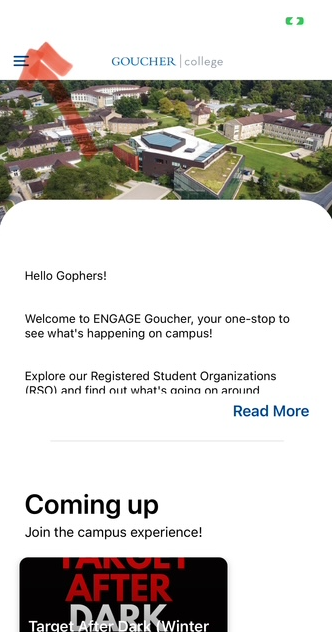 GOUCHER | college
Hello Gophers!
Welcome to ENGAGE Goucher, your one-stop to
see what's happening on campus!
Explore our Registered Student Organizations
(RSO) and find out what's going on around
Read More
Coming up
Join the campus experience!
TARGET
AFTER
DARK
Target After Dark (Winter